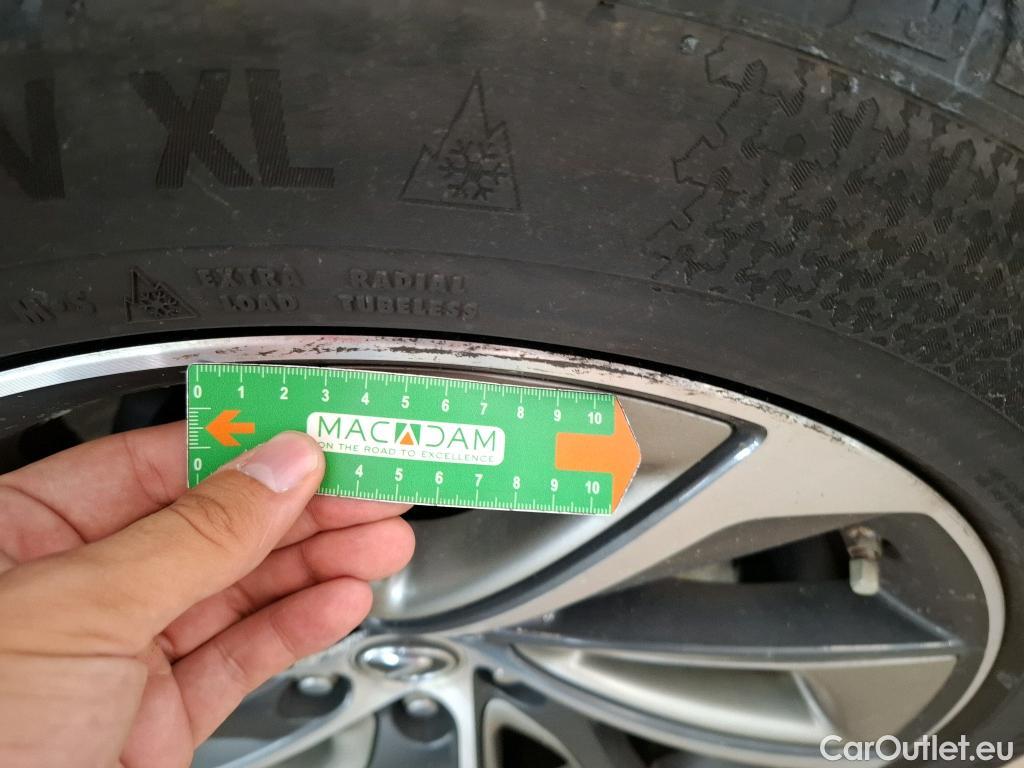 N XL
M+S
EXTRA LOAD
RADIAL TUBELESS
0 1 2 3 4 5 6 7 8 9 10
MACADAM
ON THE ROAD TO EXCELLENCE
0 4 5 6 7 8 9 10
CarOutlet.eu